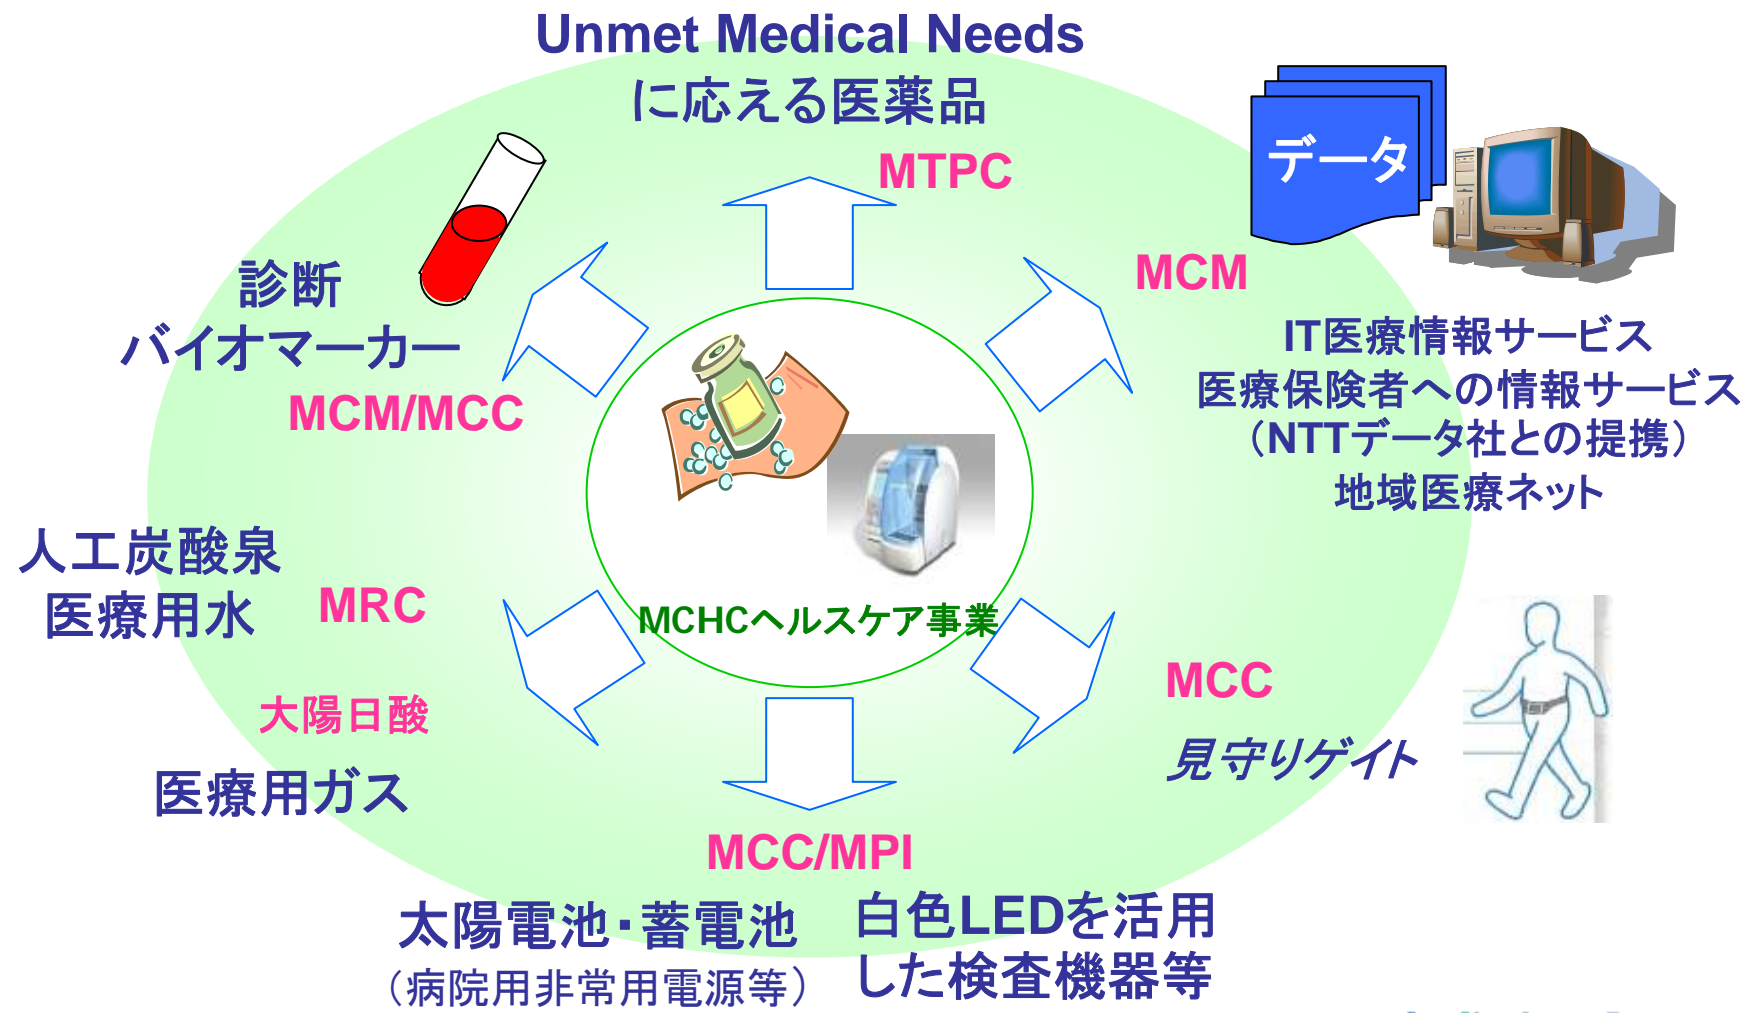 Unmet Medical Needs
に応える医薬品
MTPC
データ
MCM
IT医療情報サービス
医療保険者への情報サービス
（NTTデータ社との提携）
地域医療ネット
診断
バイオマーカー
MCM/MCC
人工炭酸泉
医療用水
MRC
MCHCヘルスケア事業
大陽日酸
医療用ガス
MCC
見守りゲイト
MCC/MPI
太陽電池・蓄電池
（病院用非常用電源等）
白色LEDを活用
した検査機器等